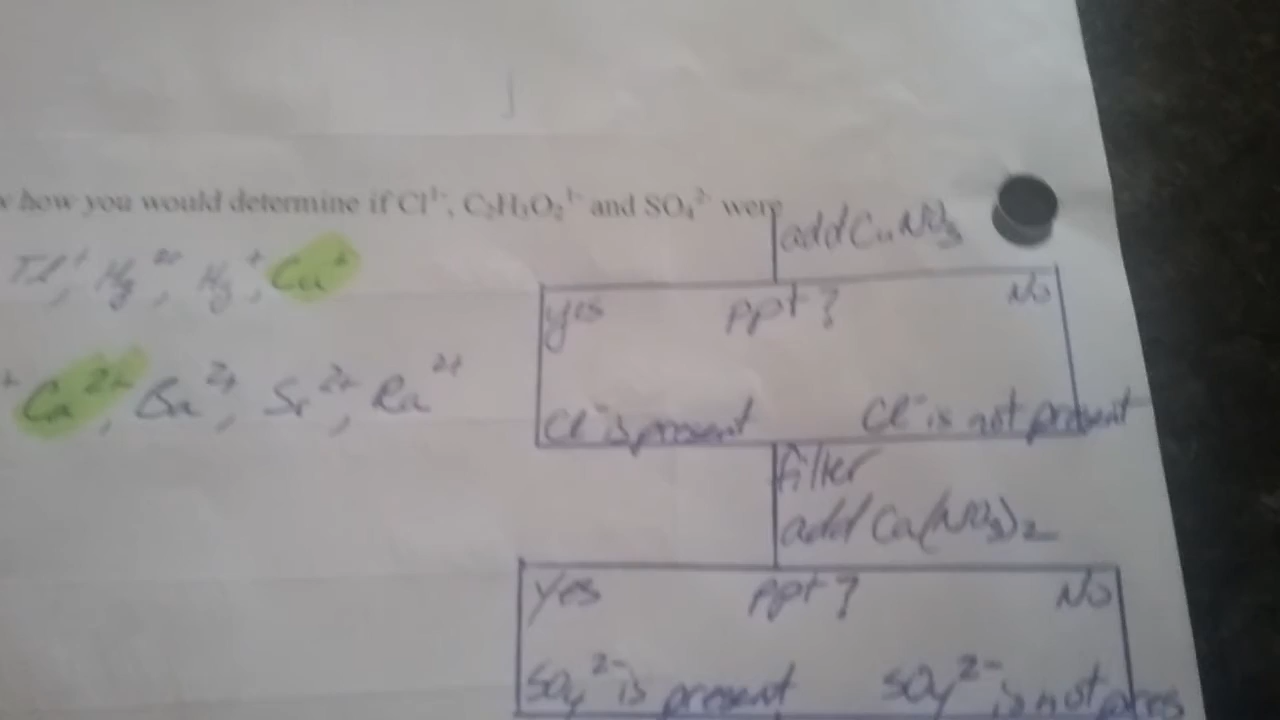 how you would determine if Cl¹⁻, C₂H₃O₂¹⁻ and SO₄²⁻ were
add CuNO₃
Tl⁺, Hg²⁺, Hg⁺, Cu⁺
yes ppt? No
Ca²⁺, Ba²⁺, Sr²⁺, Ra²⁺
Cl⁻ is present Cl⁻ is not present
filter
add Ca(NO₃)₂
yes ppt? No
SO₄²⁻ is present SO₄²⁻ is not pres